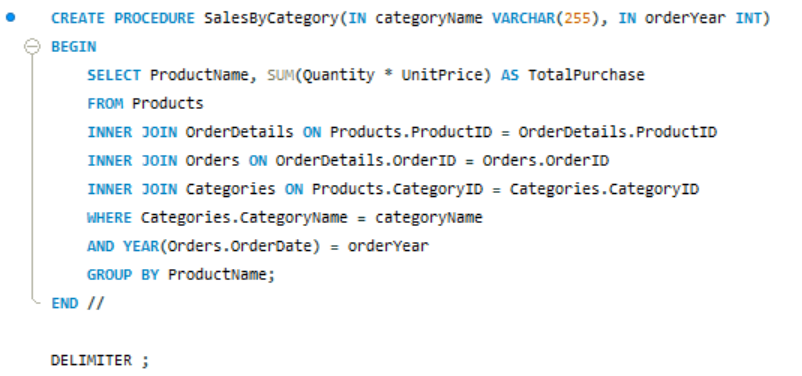 CREATE PROCEDURE SalesByCategory(IN categoryName VARCHAR(255), IN orderYear INT)
BEGIN
SELECT ProductName, SUM(Quantity * UnitPrice) AS TotalPurchase
FROM Products
INNER JOIN OrderDetails ON Products.ProductID = OrderDetails.ProductID
INNER JOIN Orders ON OrderDetails.OrderID = Orders.OrderID
INNER JOIN Categories ON Products.CategoryID = Categories.CategoryID
WHERE Categories.CategoryName = categoryName
AND YEAR(Orders.OrderDate) = orderYear
GROUP BY ProductName;
END //
DELIMITER ;